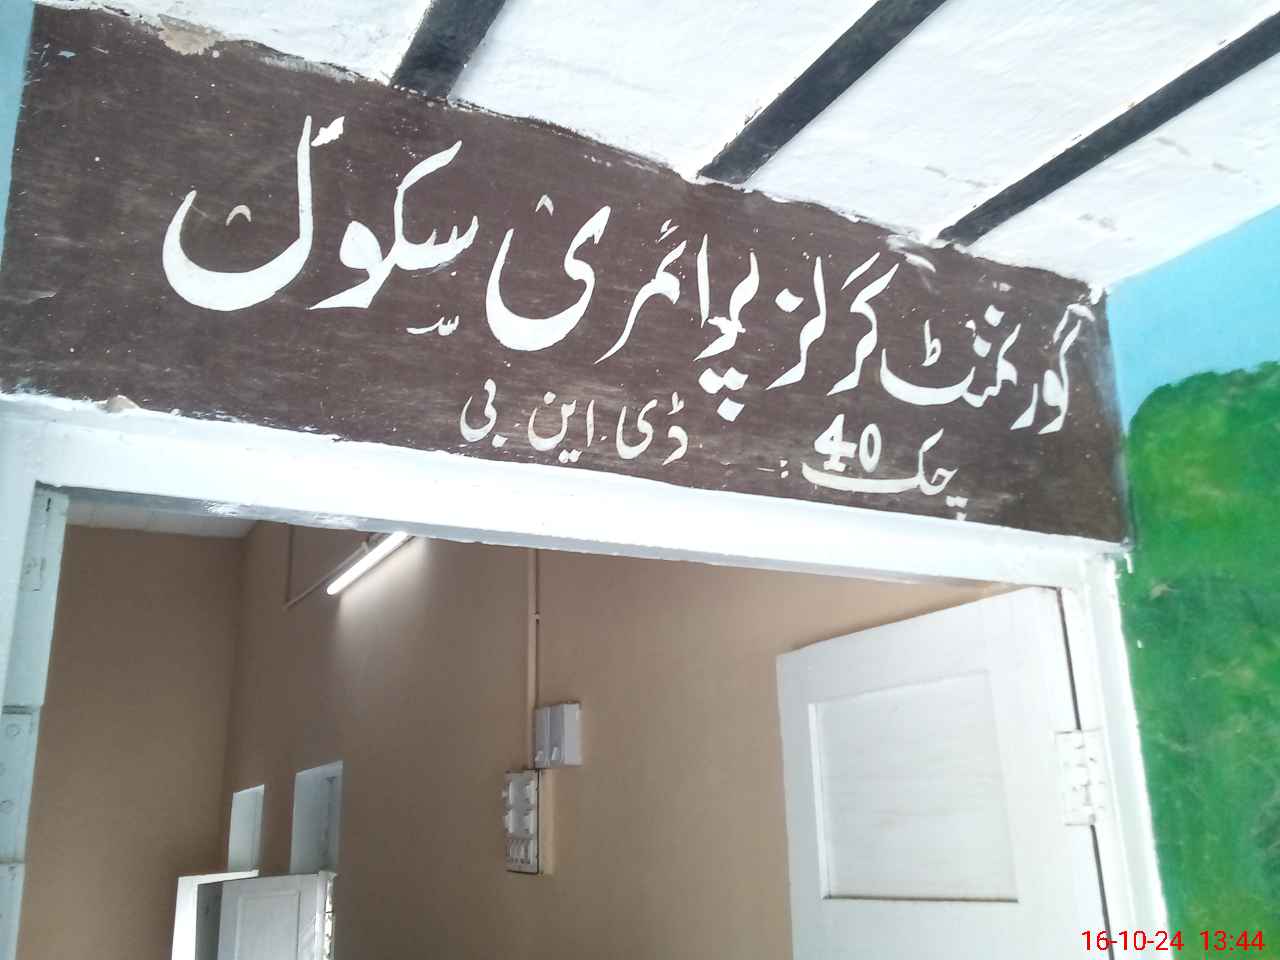 گورنمنٹ گرلز پرائمری سکول
چک 40 :- ڈی این بی
16-10-24 13:44